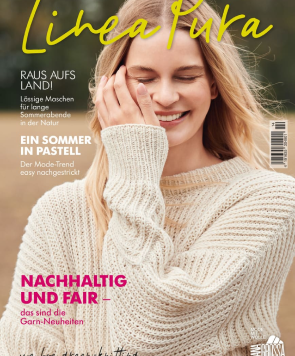 Linea Pura
RAUS AUFS
LAND!
Lässige Maschen
für lange
Sommerabende
in der Natur
EIN SOMMER
IN PASTELL
Der Mode-Trend
easy nachgestrickt
NACHHALTIG
UND FAIR –
das sind die
Garn-Neuheiten